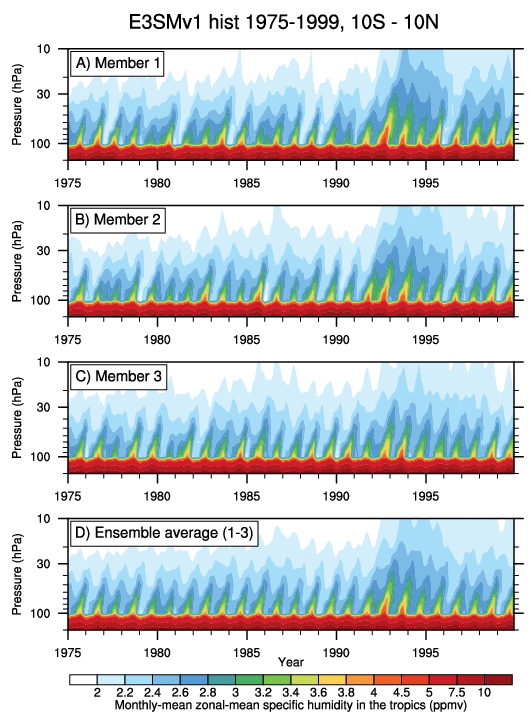 E3SMv1 hist 1975-1999, 10S - 10N
A) Member 1
Pressure (hPa)
10
30
100
1975 1980 1985 1990 1995
B) Member 2
Pressure (hPa)
10
30
100
1975 1980 1985 1990 1995
C) Member 3
Pressure (hPa)
10
30
100
1975 1980 1985 1990 1995
D) Ensemble average (1-3)
Pressure (hPa)
10
30
100
1975 1980 1985 1990 1995
Year
2 2.2 2.4 2.6 2.8 3 3.2 3.4 3.6 3.8 4 4.5 5 7.5 10
Monthly-mean zonal-mean specific humidity in the tropics (ppmv)